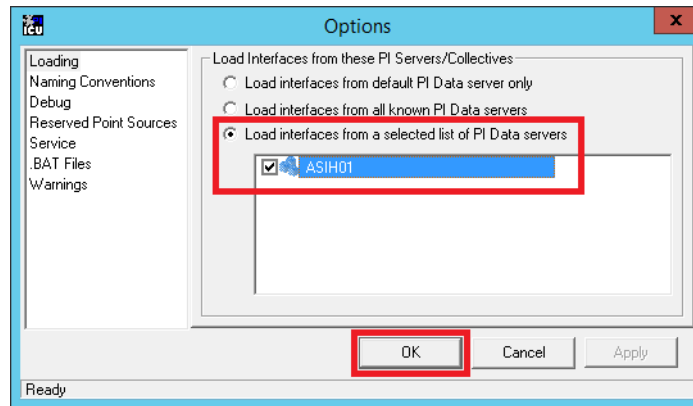 ICU
Options
x
Loading
Naming Conventions
Debug
Reserved Point Sources
Service
.BAT Files
Warnings
Load Interfaces from these PI Servers/Collectives
Load interfaces from default PI Data server only
Load interfaces from all known PI Data servers
Load interfaces from a selected list of PI Data servers
ASIH01
OK
Cancel
Apply
Ready